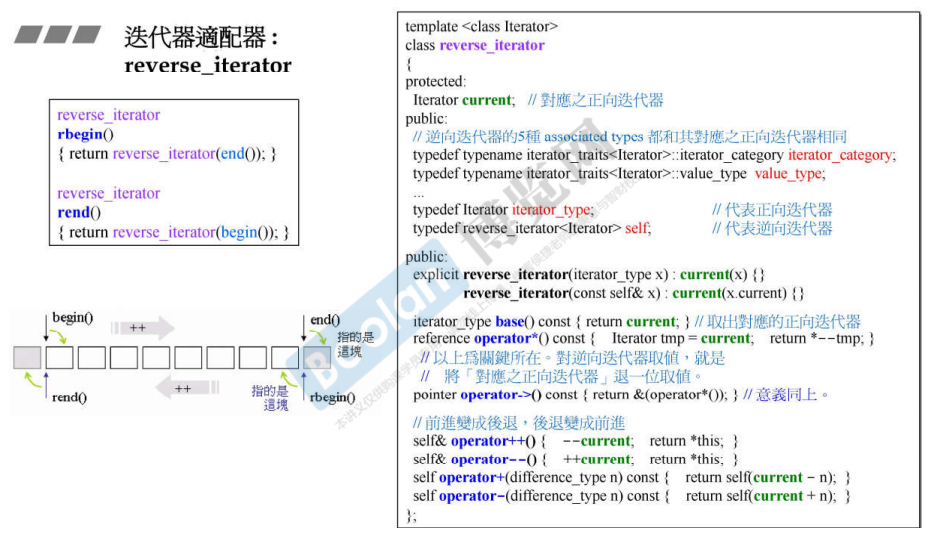 迭代器適配器：
reverse_iterator
reverse_iterator
rbegin()
{ return reverse_iterator(end()); }
reverse_iterator
rend()
{ return reverse_iterator(begin()); }
begin()
++
end()
指的是
這塊
rend()
++
指的是
這塊
rbegin()
template <class Iterator>
class reverse_iterator
{
protected:
Iterator current; // 對應之正向迭代器
public:
// 逆向迭代器的5種 associated types 都和其對應之正向迭代器相同
typedef typename iterator_traits<Iterator>::iterator_category iterator_category;
typedef typename iterator_traits<Iterator>::value_type value_type;
...
typedef Iterator iterator_type; // 代表正向迭代器
typedef reverse_iterator<Iterator> self; // 代表逆向迭代器
public:
explicit reverse_iterator(iterator_type x) : current(x) {}
reverse_iterator(const self& x) : current(x.current) {}
iterator_type base() const { return current; } // 取出對應的正向迭代器
reference operator*() const { Iterator tmp = current; return *--tmp; }
// 以上為關鍵所在。對逆向迭代器取值，就是
// 將「對應之正向迭代器」退一位取值。
pointer operator->() const { return &(operator*()); } // 意義同上。
// 前進變成後退，後退變成前進
self& operator++() { --current; return *this; }
self& operator--() { ++current; return *this; }
self operator+(difference_type n) const { return self(current - n); }
self operator-(difference_type n) const { return self(current + n); }
};
Boolan
博览网